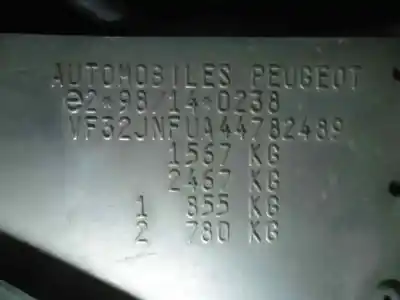 AUTOMOBILES PEUGEOT
e2*98/14*0238
VF32JNFUA44782489
1567 KG
2467 KG
1 855 KG
2 780 KG